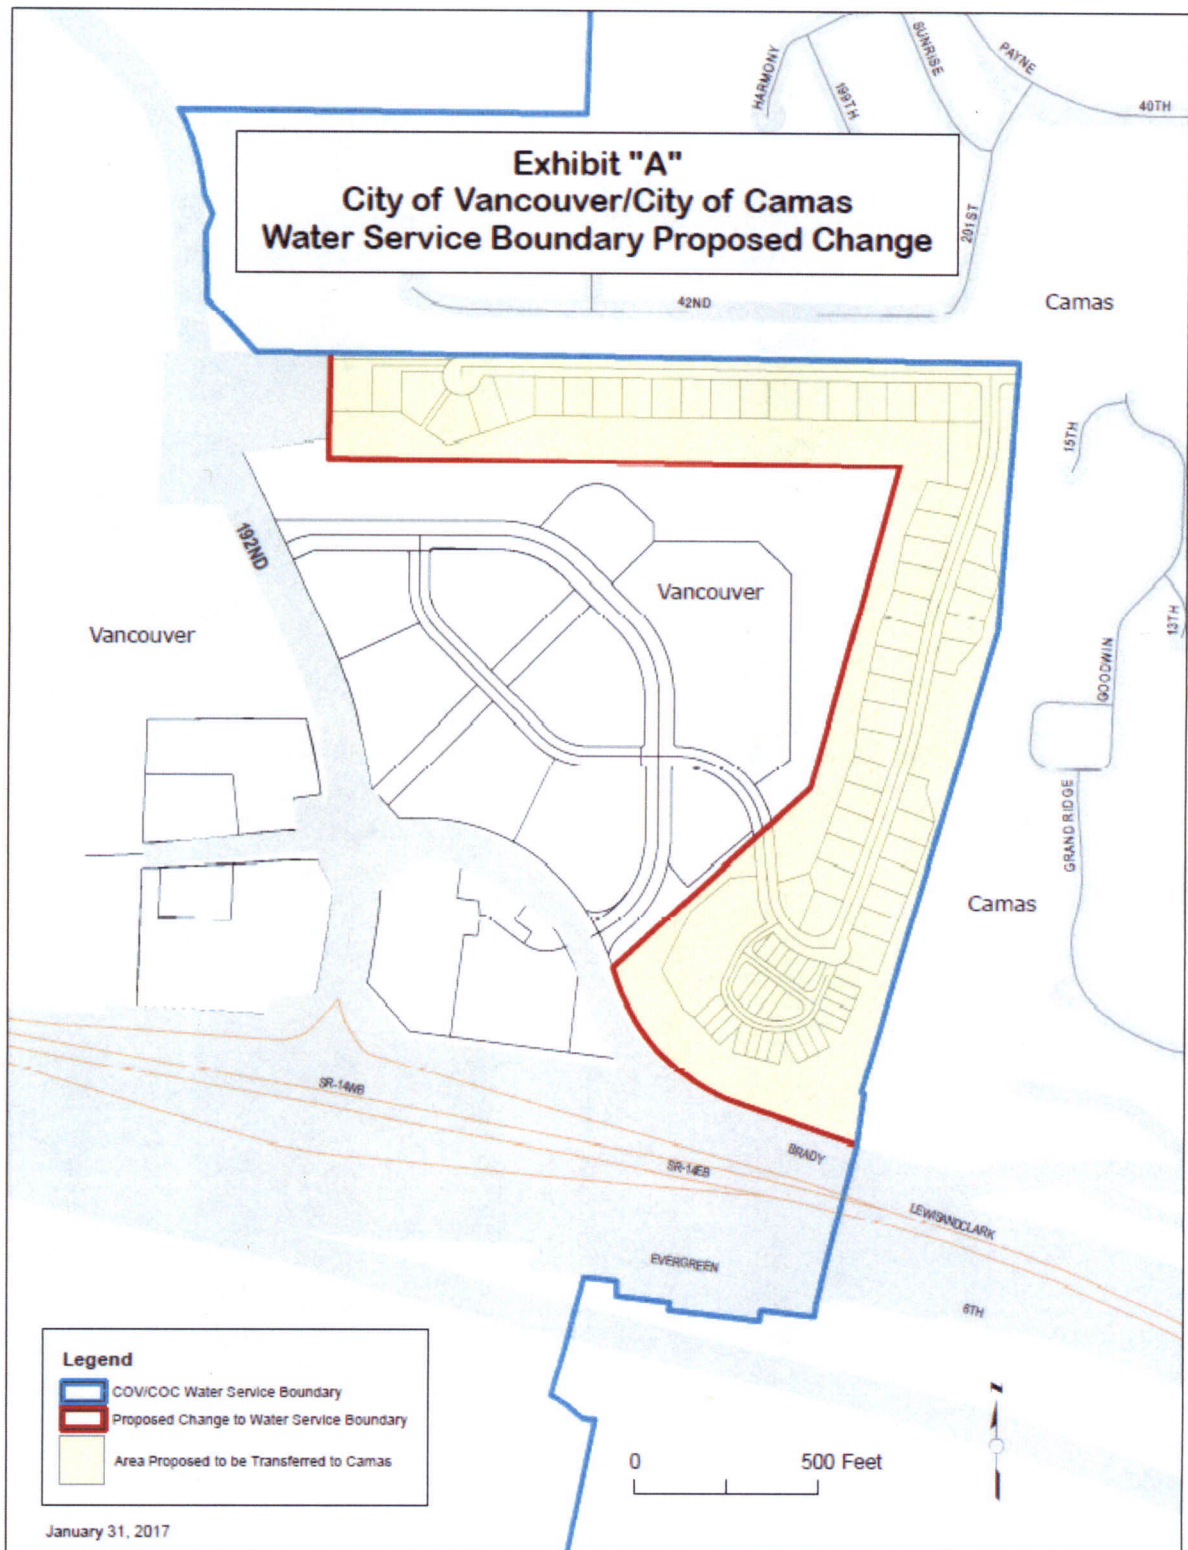 HARMONY
199TH
SUNRISE
PAYNE
40TH
Exhibit "A"
City of Vancouver/City of Camas
Water Service Boundary Proposed Change
201ST
42ND
Camas
15TH
192ND
Vancouver
Vancouver
13TH
GOODWIN
GRAND RIDGE
Camas
SR-14WB
SR-14EB
BRADY
LEWISANDCLARK
EVERGREEN
6TH
Legend
COV/COC Water Service Boundary
Proposed Change to Water Service Boundary
Area Proposed to be Transferred to Camas
Z
0 500 Feet
January 31, 2017